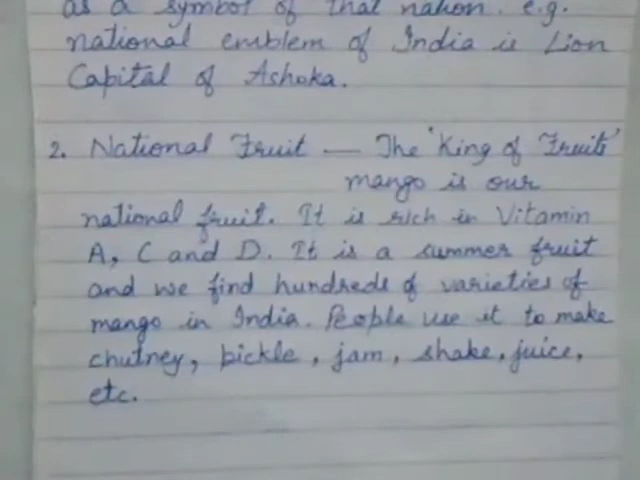 as a symbol of that nation. e.g.
national emblem of India is Lion
Capital of Ashoka.
2. National Fruit — The 'King of Fruits'
mango is our
national fruit. It is rich in Vitamin
A, C and D. It is a summer fruit
and we find hundreds of varieties of
mango in India. People use it to make
chutney, pickle, jam, shake, juice,
etc.